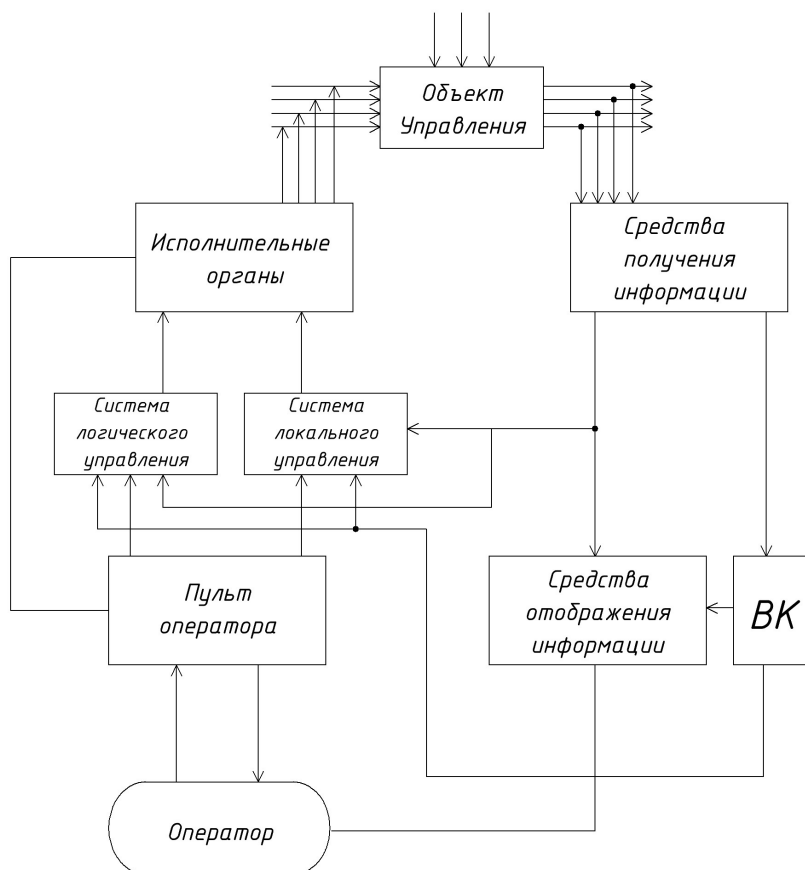 Объект
Управления
Исполнительные
органы
Средства
получения
информации
Система
логического
управления
Система
локального
управления
Пульт
оператора
Средства
отображения
информации
ВК
Оператор